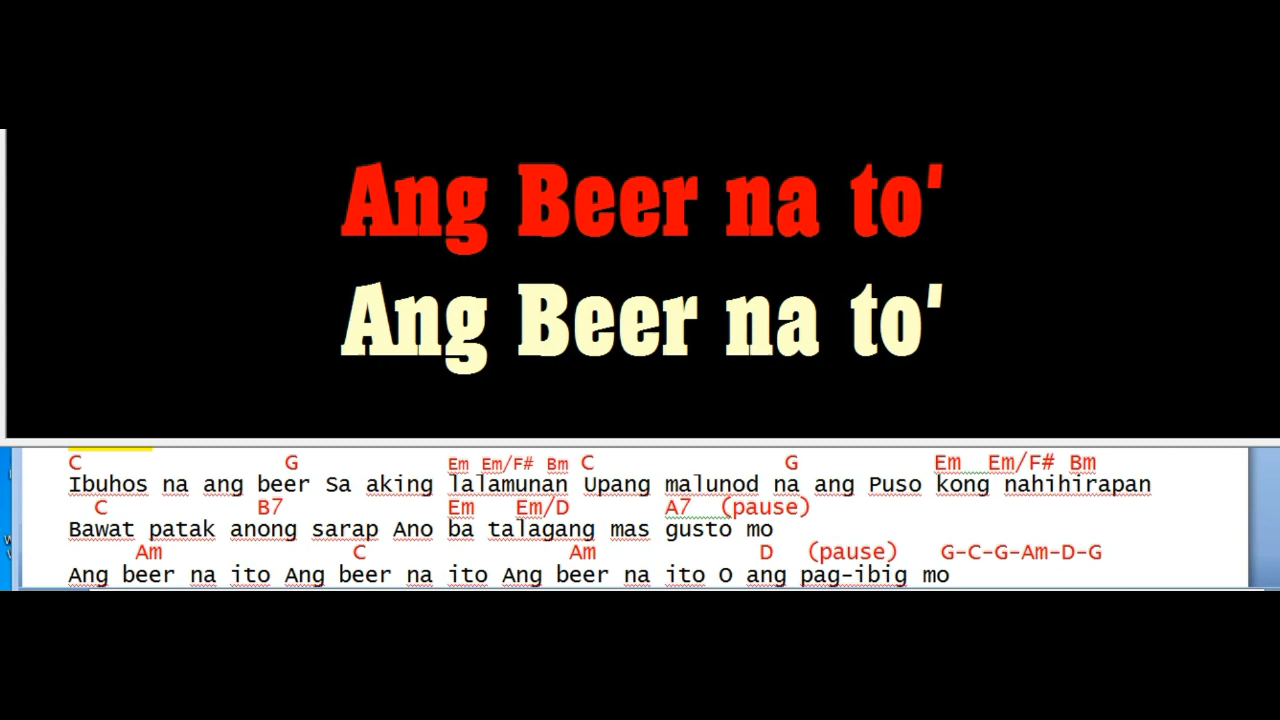 Ang Beer na to'
Ang Beer na to'
C G Em Em/F# Bm C G Em Em/F# Bm
Ibuhos na ang beer Sa aking lalamunan Upang malunod na ang Puso kong nahihirapan
C B7 Em Em/D A7 (pause)
Bawat patak anong sarap Ano ba talagang mas gusto mo
Am C Am D (pause) G-C-G-Am-D-G
Ang beer na ito Ang beer na ito Ang beer na ito O ang pag-ibig mo